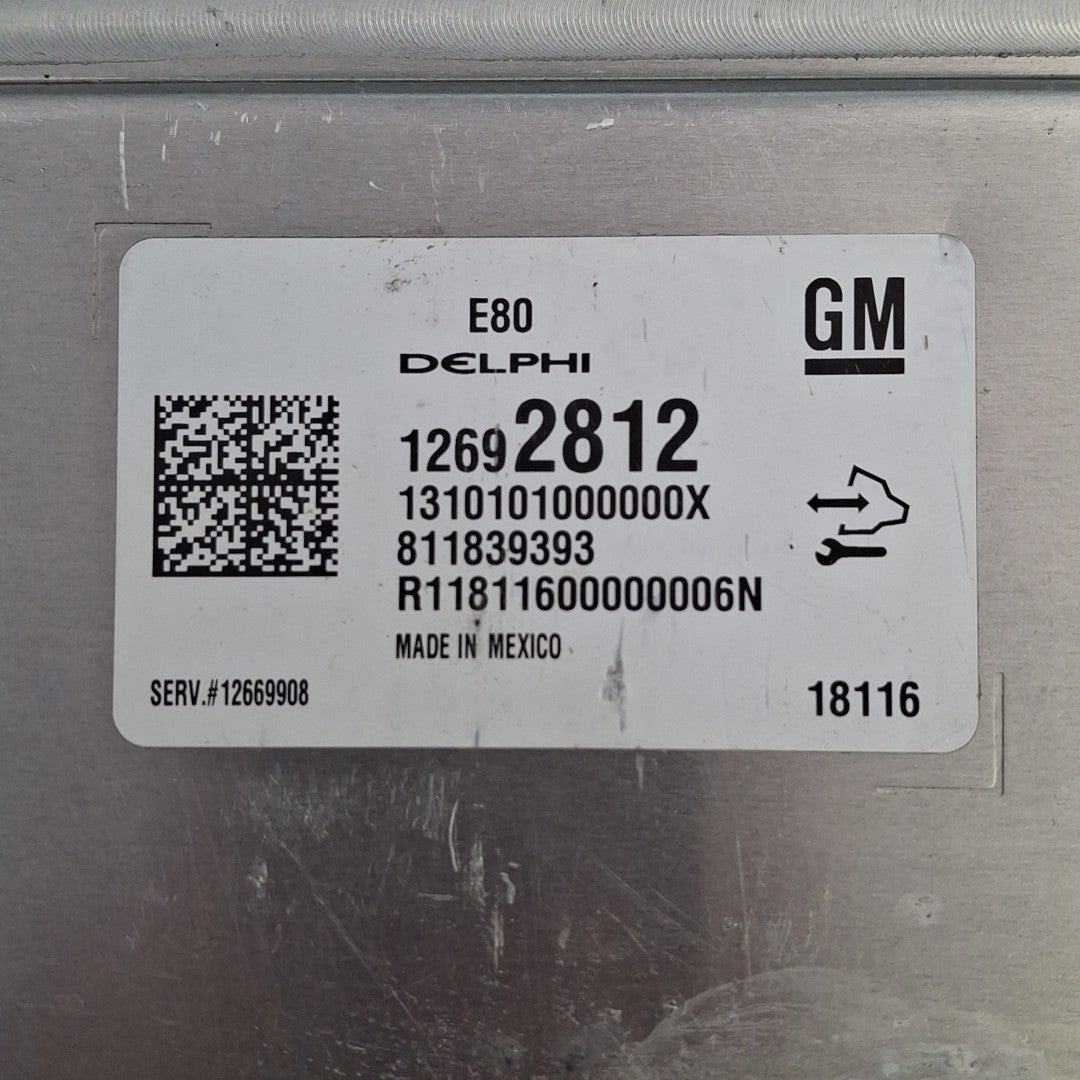 E80
GM
DELPHI
12692812
1310101000000X
811839393
R11811600000006N
MADE IN MEXICO
SERV.#12669908
18116